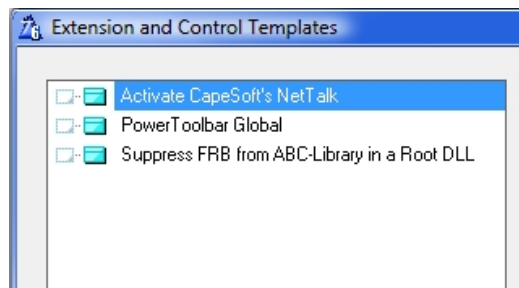 Extension and Control Templates
Activate CapeSoft's NetTalk
PowerToolbar Global
Suppress FRB from ABC-Library in a Root DLL